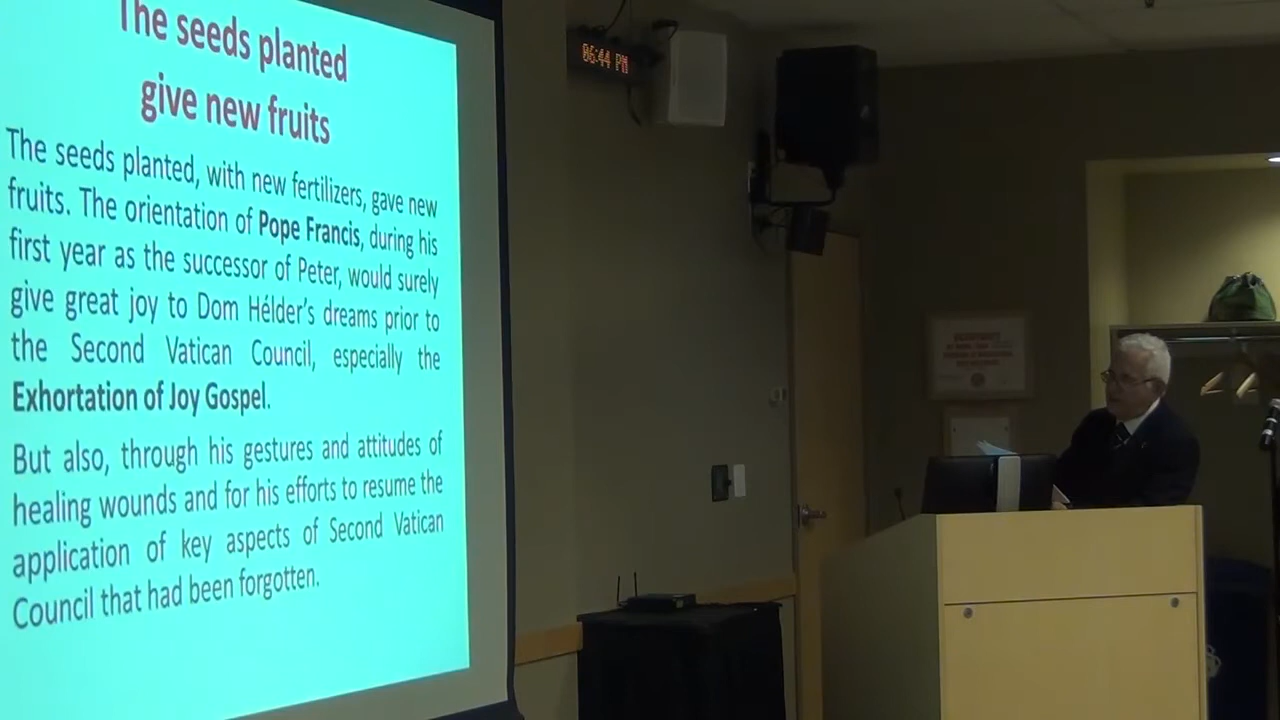 The seeds planted
give new fruits
The seeds planted, with new fertilizers, gave new
fruits. The orientation of Pope Francis, during his
first year as the successor of Peter, would surely
give great joy to Dom Hélder's dreams prior to
the Second Vatican Council, especially the
Exhortation of Joy Gospel.
But also, through his gestures and attitudes of
healing wounds and for his efforts to resume the
application of key aspects of Second Vatican
Council that had been forgotten.
06:44 PM